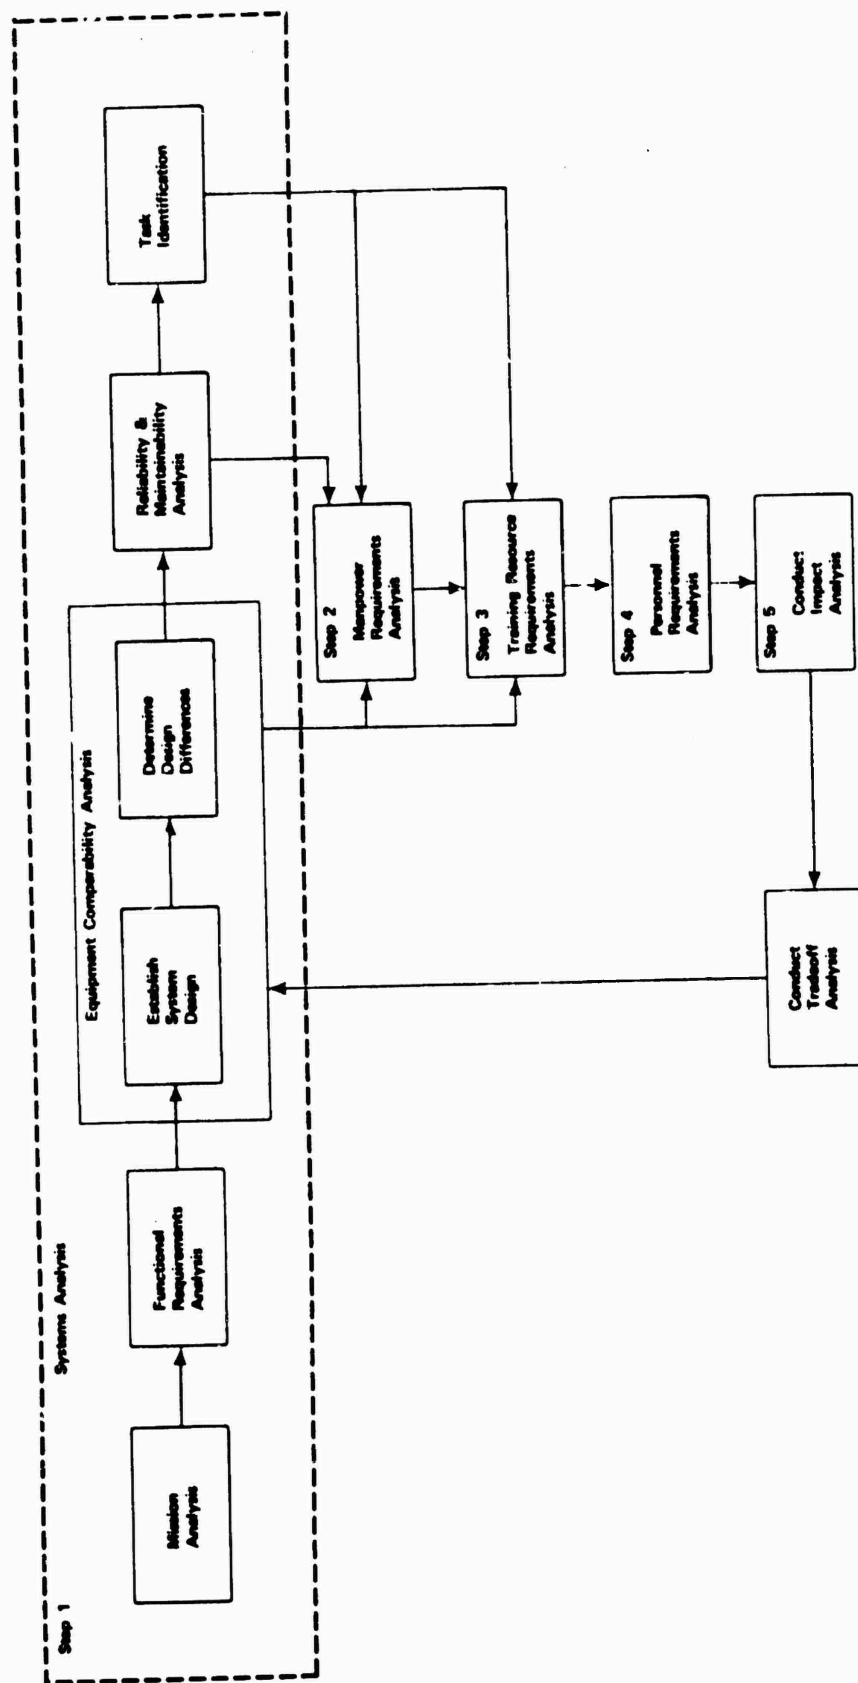 Step 1
Systems Analysis
Mission
Analysis
Functional
Requirements
Analysis
Equipment Comparability Analysis
Establish
System
Design
Determine
Design
Differences
Reliability &
Maintainability
Analysis
Task
Identification
Step 2
Manpower
Requirements
Analysis
Step 3
Training Resource
Requirements
Analysis
Step 4
Personnel
Requirements
Analysis
Step 5
Conduct
Impact
Analysis
Conduct
Tradeoff
Analysis